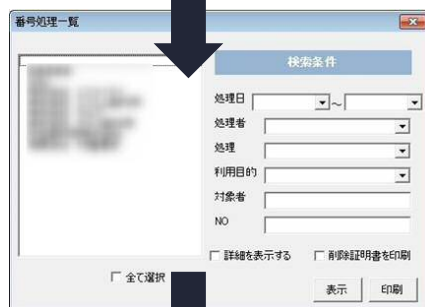 番号処理一覧
検索条件
処理日 ～
処理者
処理
利用目的
対象者
NO
詳細を表示する 削除証明書を印刷
全て選択
表示 印刷